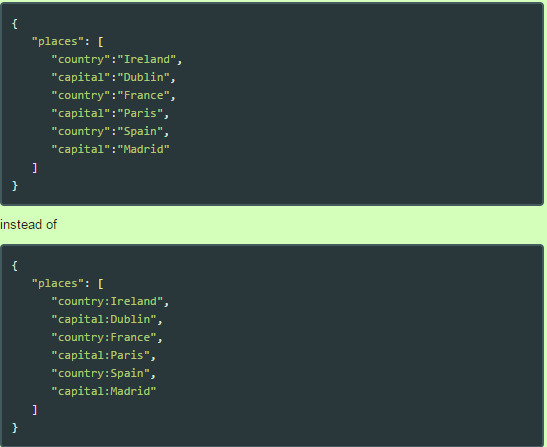 {
"places": [
"country":"Ireland",
"capital":"Dublin",
"country":"France",
"capital":"Paris",
"country":"Spain",
"capital":"Madrid"
]
}
instead of
{
"places": [
"country:Ireland",
"capital:Dublin",
"country:France",
"capital:Paris",
"country:Spain",
"capital:Madrid"
]
}